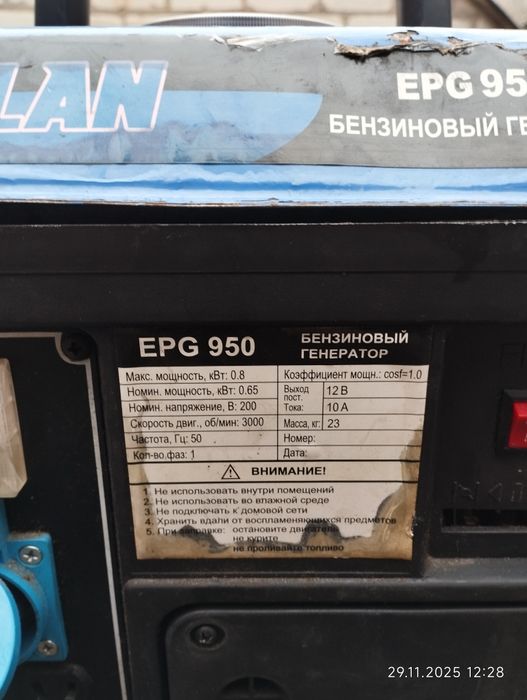 LAN
EPG 95
БЕНЗИНОВЫЙ ГЕ
EPG 950
БЕНЗИНОВЫЙ
ГЕНЕРАТОР
Макс. мощность, кВт: 0.8
Номин. мощность, кВт: 0.65
Номин. напряжение, В: 200
Скорость двиг., об/мин: 3000
Частота, Гц: 50
Кол-во фаз: 1
Коэффициент мощн.: cosf=1.0
Выход пост. Тока: 12 В 10 А
Масса, кг: 23
Номер:
Дата:
ВНИМАНИЕ!
1. Не использовать внутри помещений
2. Не использовать во влажной среде
3. Не подключать к домовой сети
4. Хранить вдали от воспламеняющихся предметов
5. При заправке: остановите двигатель
не курите
не проливайте топливо
29.11.2025 12:28